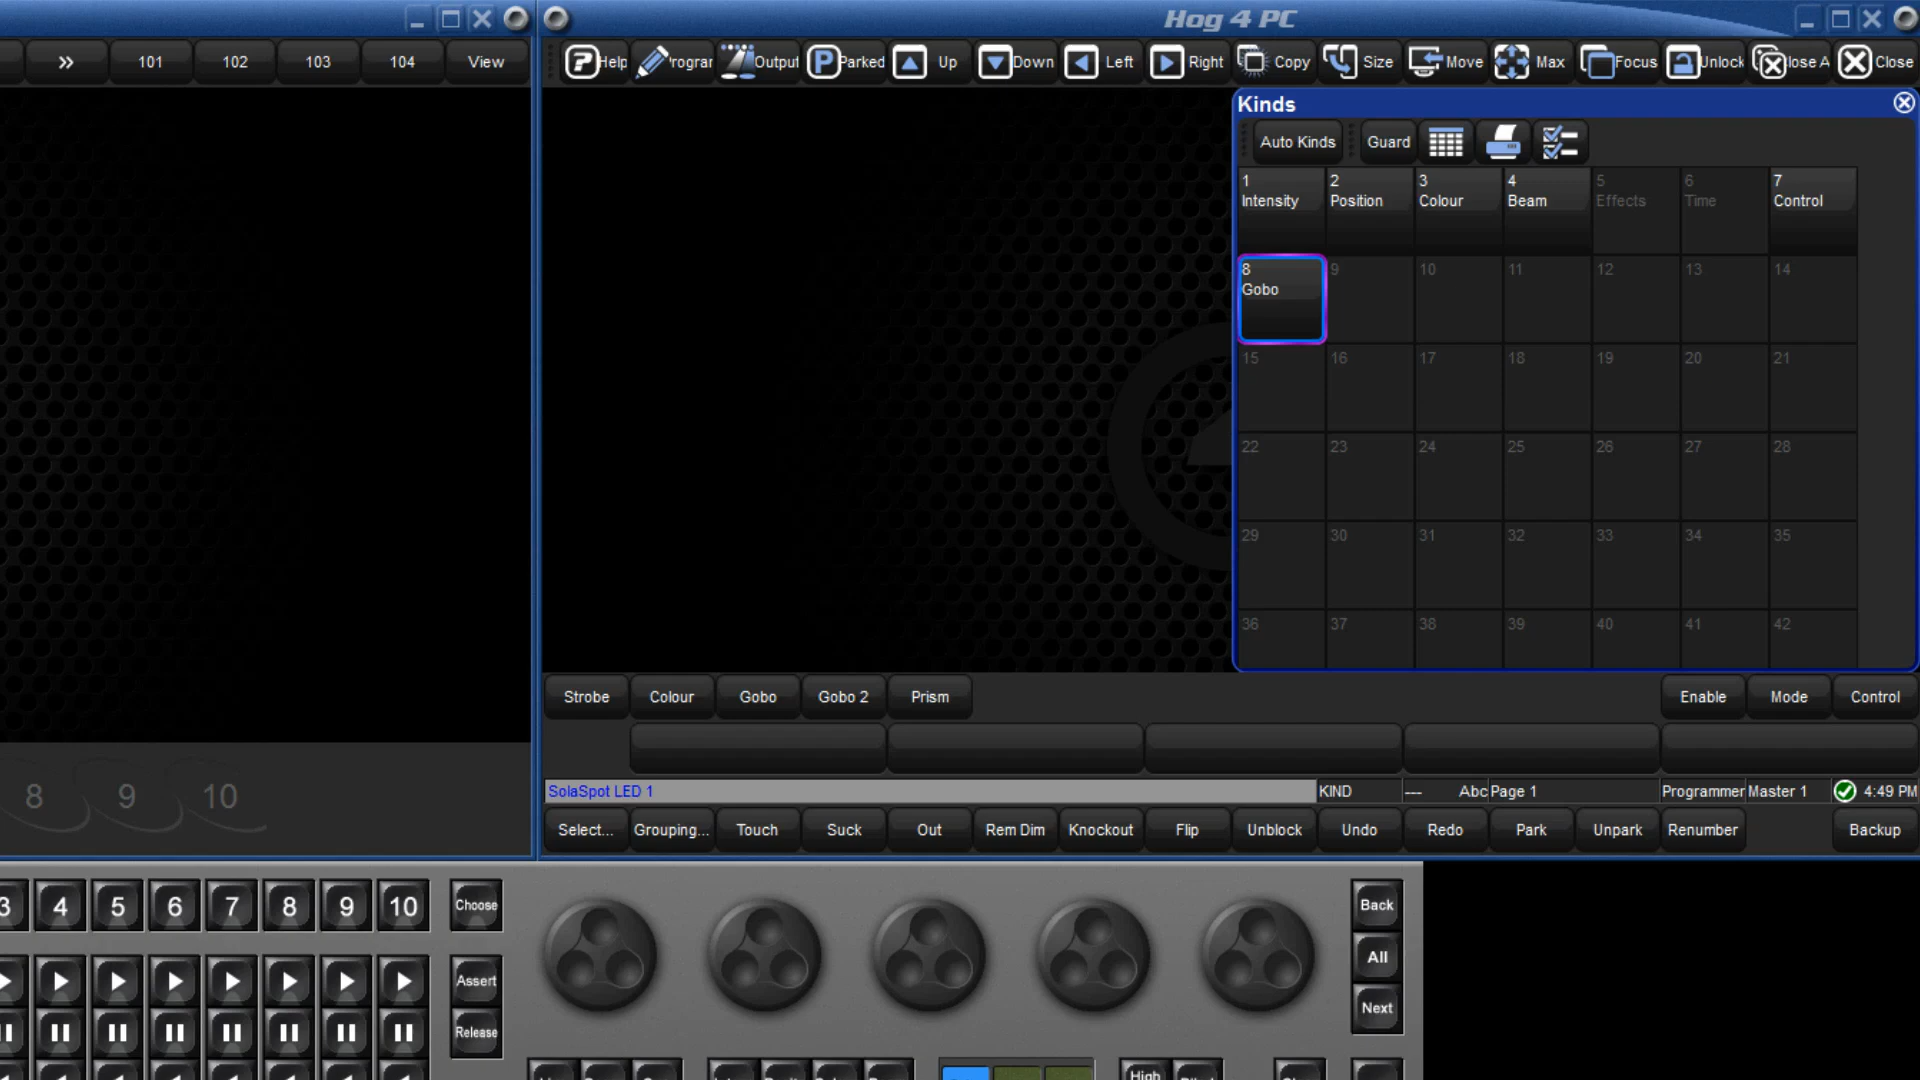 Hog 4 PC
» 101 102 103 104 View
Help Progra Output Parked Up Down Left Right Copy Size Move Max Focus Unlock lose A Close
Kinds
Auto Kinds Guard
1 Intensity
2 Position
3 Colour
4 Beam
5 Effects
6 Time
7 Control
8 Gobo
9 10 11 12 13 14
15 16 17 18 19 20 21
22 23 24 25 26 27 28
29 30 31 32 33 34 35
36 37 38 39 40 41 42
Strobe Colour Gobo Gobo 2 Prism Enable Mode Control
8 9 10
SolaSpot LED 1 KIND --- Abc Page 1 Programmer Master 1 4:49 PM
Select... Grouping... Touch Suck Out Rem Dim Knockout Flip Unblock Undo Redo Park Unpark Renumber Backup
3 4 5 6 7 8 9 10 Choose
Back
All
Assert
Next
Release
High